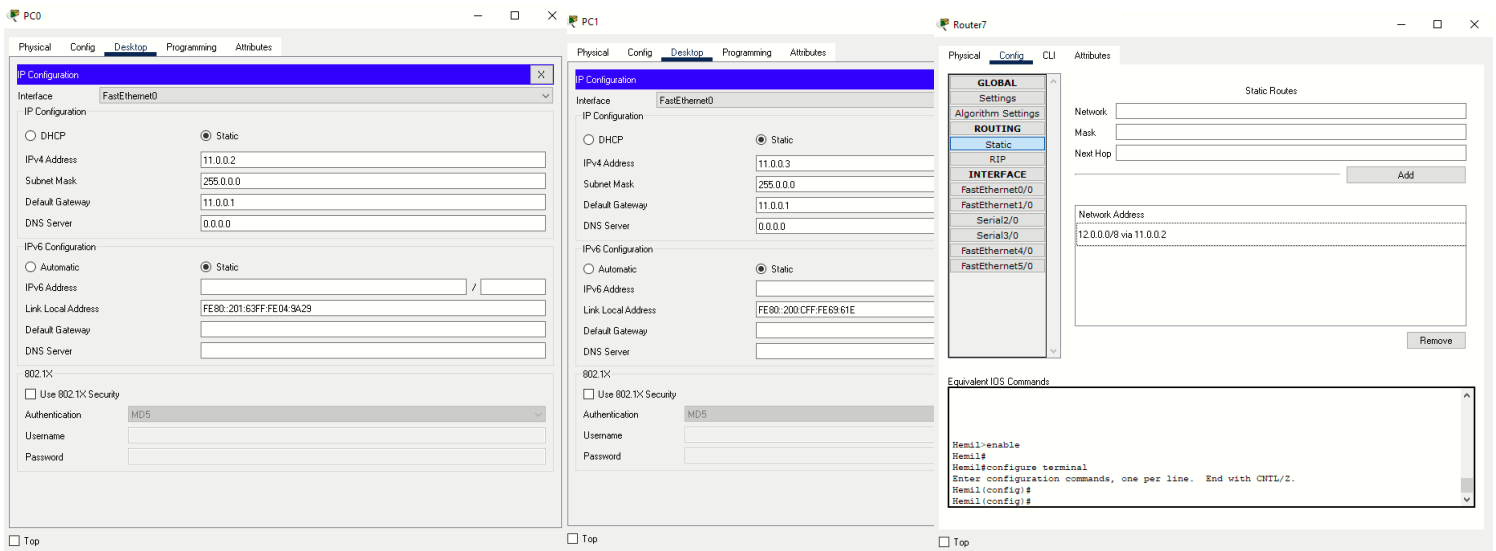 PC0
Physical Config Desktop Programming Attributes
IP Configuration X
Interface FastEthernet0
IP Configuration
DHCP Static
IPv4 Address 11.0.0.2
Subnet Mask 255.0.0.0
Default Gateway 11.0.0.1
DNS Server 0.0.0.0
IPv6 Configuration
Automatic Static
IPv6 Address /
Link Local Address FE80::201:63FF:FE04:9A29
Default Gateway
DNS Server
802.1X
Use 802.1X Security
Authentication MD5
Username
Password
Top
PC1
Physical Config Desktop Programming Attributes
IP Configuration
Interface FastEthernet0
IP Configuration
DHCP Static
IPv4 Address 11.0.0.3
Subnet Mask 255.0.0.0
Default Gateway 11.0.0.1
DNS Server 0.0.0.0
IPv6 Configuration
Automatic Static
IPv6 Address
Link Local Address FE80::200:CFF:FE69:61E
Default Gateway
DNS Server
802.1X
Use 802.1X Security
Authentication MD5
Username
Password
Top
Router7
Physical Config CLI Attributes
GLOBAL
Settings
Algorithm Settings
ROUTING
Static
RIP
INTERFACE
FastEthernet0/0
FastEthernet1/0
Serial2/0
Serial3/0
FastEthernet4/0
FastEthernet5/0
Static Routes
Network
Mask
Next Hop
Add
Network Address
12.0.0.0/8 via 11.0.0.2
Remove
Equivalent IOS Commands
Hemil>enable
Hemil#
Hemil#configure terminal
Enter configuration commands, one per line. End with CNTL/Z.
Hemil(config)#
Hemil(config)#
Top